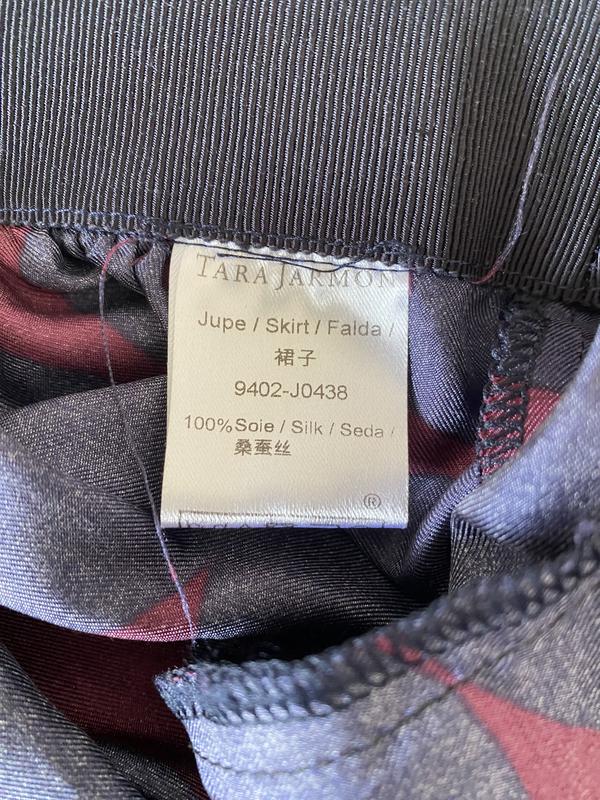 TARA JARMON
Jupe / Skirt / Falda /
裙子
9402-J0438
100%Soie / Silk / Seda /
桑蚕丝
®